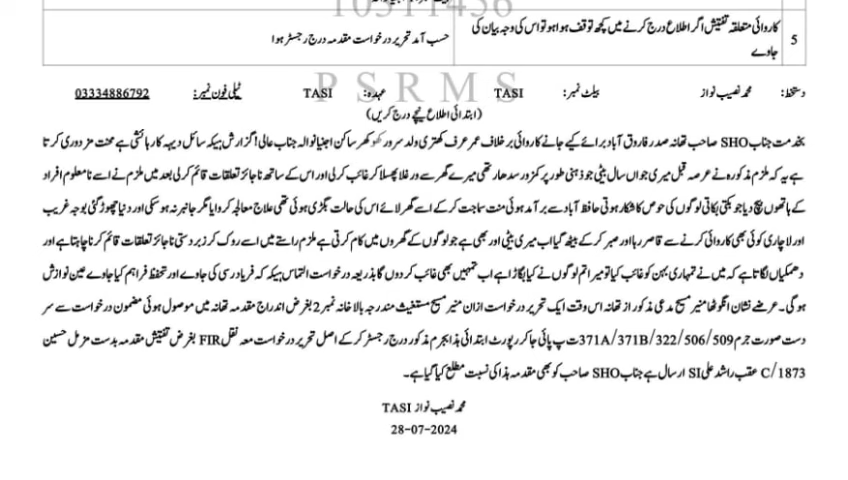 10311456
کاروائی متعلقہ تفتیش اگر اطلاع درج کرنے میں کچھ توقف ہوا ہو تو اس کی وجہ بیان کی جاوے
5
حسب آمد تحریر درخواست مقدمہ درج رجسٹر ہوا
PSRMS
دستخط: محمد نصیب نواز بیلٹ نمبر: TASI عہدہ: TASI ٹیلی فون نمبر: 03334886792
(ابتدائی اطلاع نیچے درج کریں)
بخدمت جناب SHO صاحب تھانہ صدر فاروق آباد برائے کیے جانے کاروائی برخلاف عمر عرف کھتری ولد سرور کھوکھر ساکن اجنیانوالہ جناب عالی! گزارش ہیکہ سائل دیہہ کا رہائشی ہے محنت مزدوری کرتا
ہے یہ کہ ملزم مذکورہ نے عرصہ قبل میری جواں سال بیٹی جو ذہنی طور پر کمزور سدھار تھی میرے گھر سے ورغلا پھسلا کر غائب کر لی اور اس کے ساتھ ناجائز تعلقات قائم کر لی بعد میں ملزم نے اسے نامعلوم افراد
کے ہاتھوں بیچ دیا جو بکتی بکاتی لوگوں کی حوص کا شکار ہوتی حافظ آباد سے برآمد ہوئی منت سماجت کر کے اسے گھر لائے اس کی حالت بگڑی ہوئی تھی علاج معالجہ کروایا مگر جانبر نہ ہو سکی اور دنیا چھوڑ گئی بوجہ غریب
اور لاچاری کوئی بھی کاروائی کرنے سے قاصر رہا اور صبر کر کے بیٹھ گیا اب میری بیٹی اور بھی ہے جو لوگوں کے گھروں میں کام کرتی ہے ملزم راستے میں اسے روک کر زبردستی ناجائز تعلقات قائم کرنا چاہتا ہے اور
دھمکیاں لگاتا ہے کہ میں نے تمہاری بہن کو غائب کیا تو میرا تم لوگوں نے کیا بگاڑا ہے اب تمہیں بھی غائب کر دوں گا بذریعہ درخواست التماس ہیکہ کہ فریاد رسی کی جاوے اور تحفظ فراہم کیا جاوے عین نوازش
ہوگی۔ عرضے نشان انگوٹھا منیر مسیح مدعی مذکور از تھانہ اس وقت ایک تحریر درخواست ازان منیر مسیح مستغیث مندرجہ بالا خانہ نمبر 2 بغرض اندراج مقدمہ تھانہ میں موصول ہوئی مضمون درخواست سے سر
دست صورت جرم 371A/371B/322/506/509 ت پ پائی جا کر رپورٹ ابتدائی ہذا بجرم مذکور درج رجسٹر کر کے اصل تحریر درخواست معہ نقل FIR بغرض تفتیش مقدمہ بدست مزمل حسین
1873/C عقب راشد علی SI ارسال ہے جناب SHO صاحب کو بھی مقدمہ ہذا کی نسبت مطلع کیا گیا ہے۔
محمد نصیب نواز TASI
28-07-2024